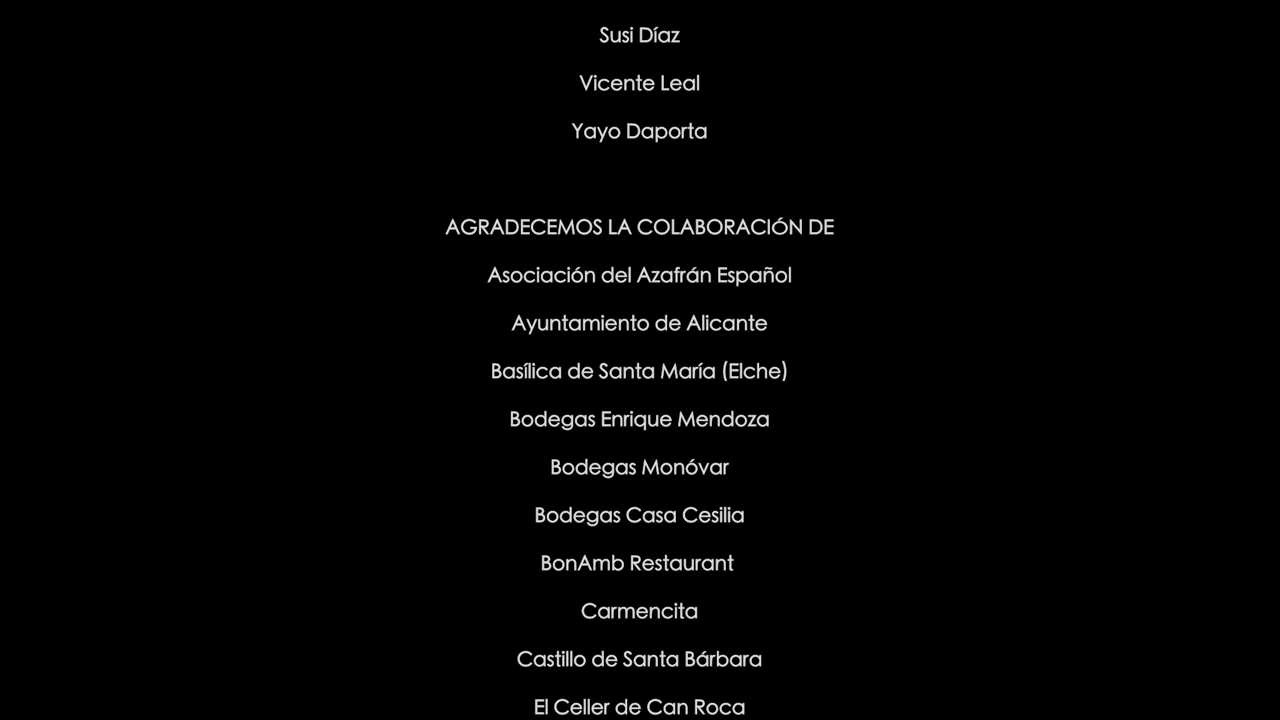 Susi Díaz
Vicente Leal
Yayo Daporta
AGRADECEMOS LA COLABORACIÓN DE
Asociación del Azafrán Español
Ayuntamiento de Alicante
Basílica de Santa María (Elche)
Bodegas Enrique Mendoza
Bodegas Monóvar
Bodegas Casa Cesilia
BonAmb Restaurant
Carmencita
Castillo de Santa Bárbara
El Celler de Can Roca